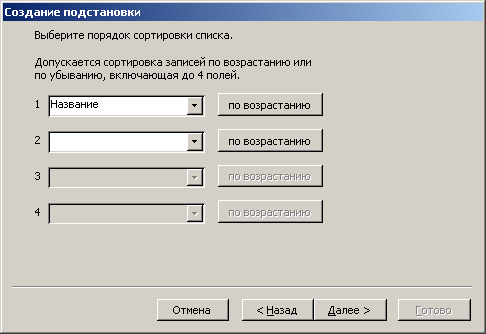 Создание подстановки
Выберите порядок сортировки списка.
Допускается сортировка записей по возрастанию или
по убыванию, включающая до 4 полей.
1 Название по возрастанию
2 по возрастанию
3 по возрастанию
4 по возрастанию
Отмена < Назад Далее > Готово